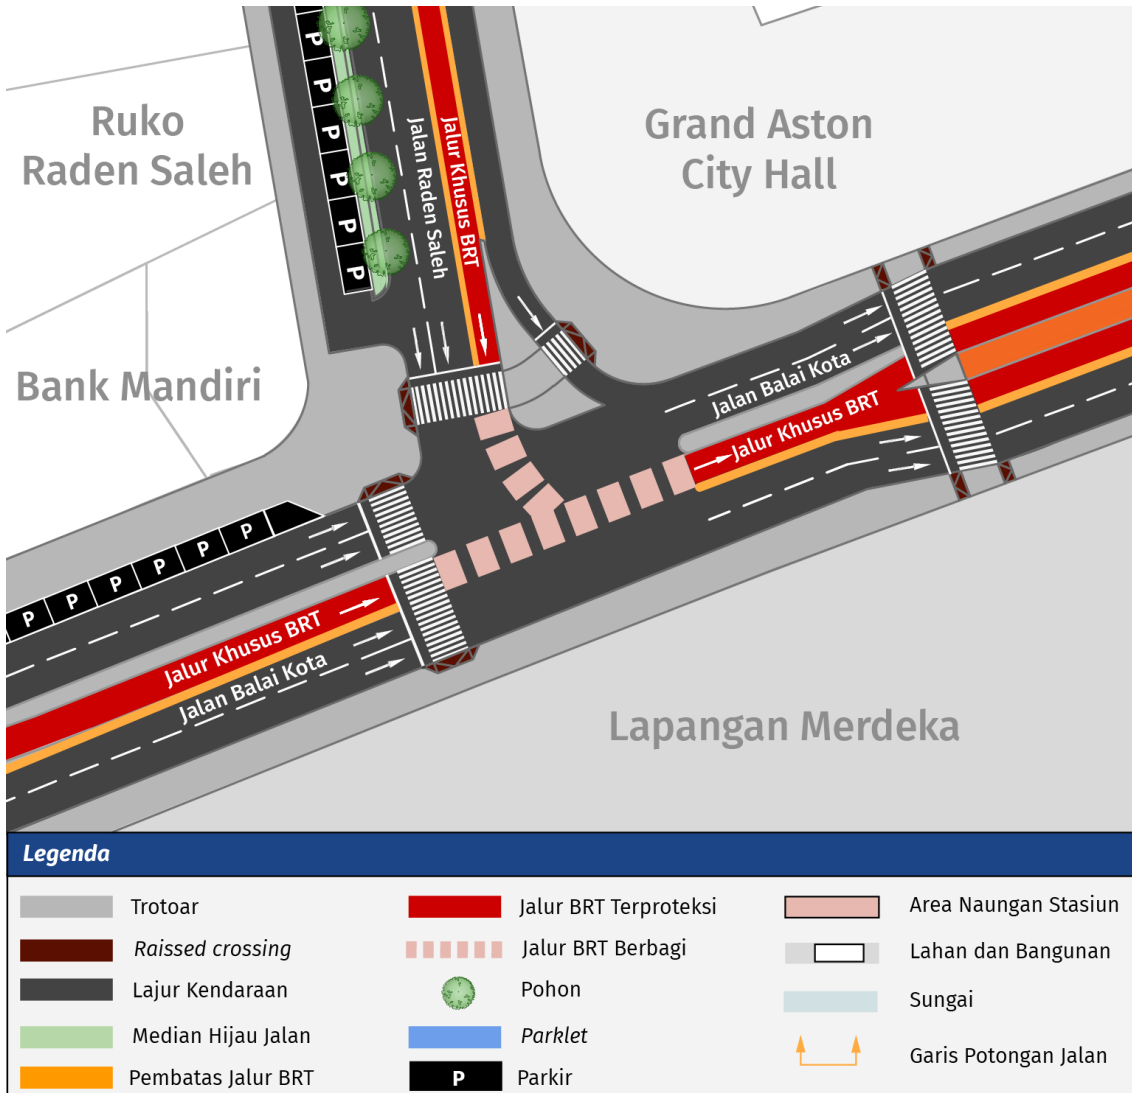 P
P
P
P
P
P
Ruko
Raden Saleh
Jalan Raden Saleh
Jalur Khusus BRT
Grand Aston
City Hall
Bank Mandiri
Jalan Balai Kota
Jalur Khusus BRT
P
P
P
P
P
P
Jalur Khusus BRT
Jalan Balai Kota
Lapangan Merdeka
Legenda
Trotoar
Raissed crossing
Lajur Kendaraan
Median Hijau Jalan
Pembatas Jalur BRT
Jalur BRT Terproteksi
Jalur BRT Berbagi
Pohon
Parklet
P
Parkir
Area Naungan Stasiun
Lahan dan Bangunan
Sungai
Garis Potongan Jalan